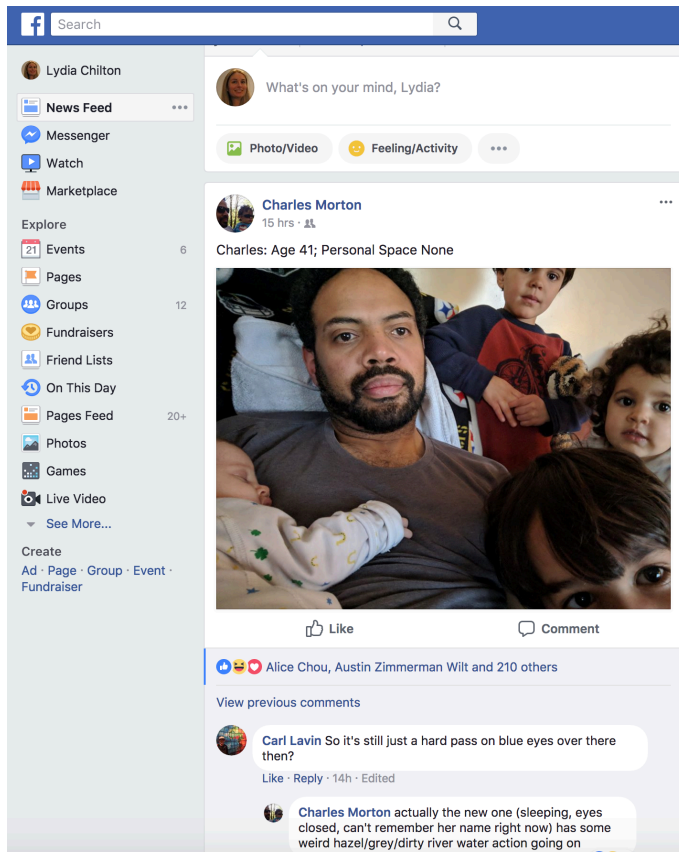 f
Search
Lydia Chilton
What's on your mind, Lydia?
News Feed
Messenger
Watch
Marketplace
Photo/Video
Feeling/Activity
Explore
21 Events 6
Pages
Groups 12
Fundraisers
Friend Lists
On This Day
Pages Feed 20+
Photos
Games
Live Video
See More...
Create
Ad · Page · Group · Event ·
Fundraiser
Charles Morton
15 hrs ·
Charles: Age 41; Personal Space None
Like
Comment
Alice Chou, Austin Zimmerman Wilt and 210 others
View previous comments
Carl Lavin So it's still just a hard pass on blue eyes over there
then?
Like · Reply · 14h · Edited
Charles Morton actually the new one (sleeping, eyes
closed, can't remember her name right now) has some
weird hazel/grey/dirty river water action going on